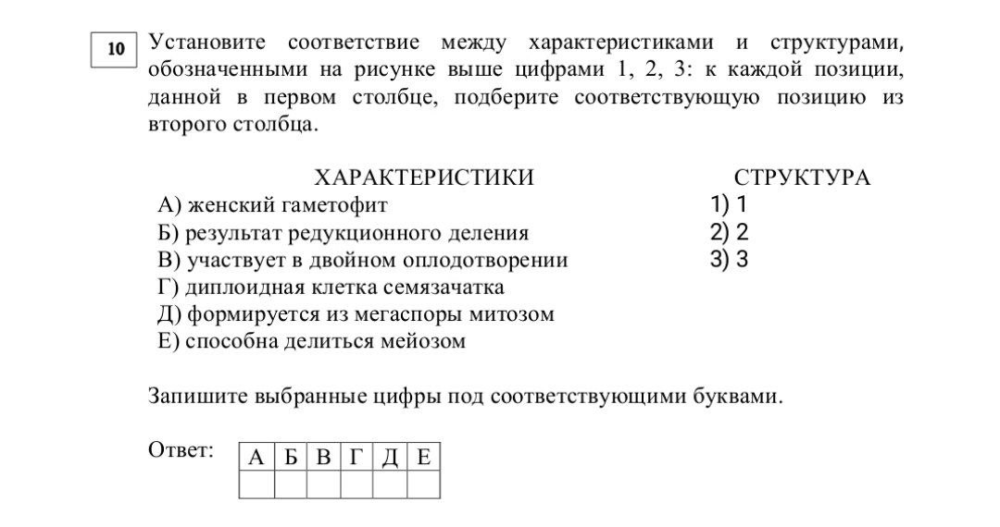 10
Установите соответствие между характеристиками и структурами,
обозначенными на рисунке выше цифрами 1, 2, 3: к каждой позиции,
данной в первом столбце, подберите соответствующую позицию из
второго столбца.
ХАРАКТЕРИСТИКИ
СТРУКТУРА
А) женский гаметофит
1) 1
Б) результат редукционного деления
2) 2
В) участвует в двойном оплодотворении
3) 3
Г) диплоидная клетка семязачатка
Д) формируется из мегаспоры митозом
Е) способна делиться мейозом
Запишите выбранные цифры под соответствующими буквами.
Ответ:
А Б В Г Д Е